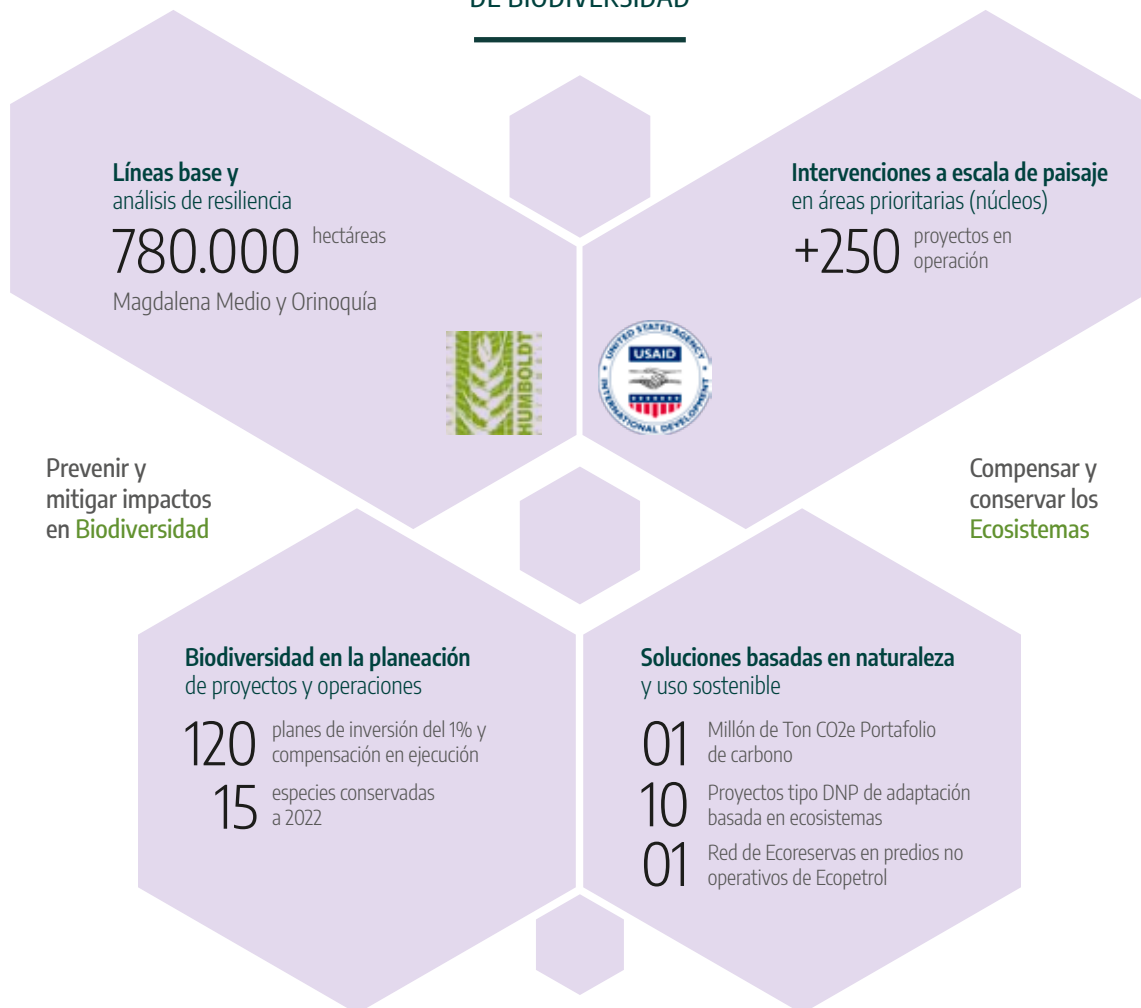 DE BIODIVERSIDAD
Líneas base y
análisis de resiliencia
780.000 hectáreas
Magdalena Medio y Orinoquía
Intervenciones a escala de paisaje
en áreas prioritarias (núcleos)
+250 proyectos en
operación
HUMBOLDT
UNITED STATES AGENCY
USAID
INTERNATIONAL DEVELOPMENT
Prevenir y
mitigar impactos
en Biodiversidad
Compensar y
conservar los
Ecosistemas
Biodiversidad en la planeación
de proyectos y operaciones
120 planes de inversión del 1% y
compensación en ejecución
15 especies conservadas
a 2022
Soluciones basadas en naturaleza
y uso sostenible
01 Millón de Ton CO2e Portafolio
de carbono
10 Proyectos tipo DNP de adaptación
basada en ecosistemas
01 Red de Ecoreservas en predios no
operativos de Ecopetrol